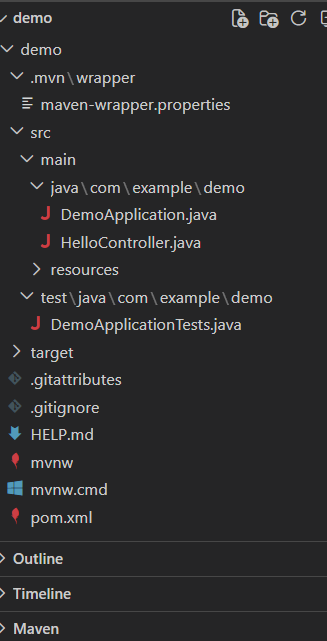 demo
demo
.mvn\wrapper
maven-wrapper.properties
src
main
java\com\example\demo
DemoApplication.java
HelloController.java
resources
test\java\com\example\demo
DemoApplicationTests.java
target
.gitattributes
.gitignore
HELP.md
mvnw
mvnw.cmd
pom.xml
Outline
Timeline
Maven